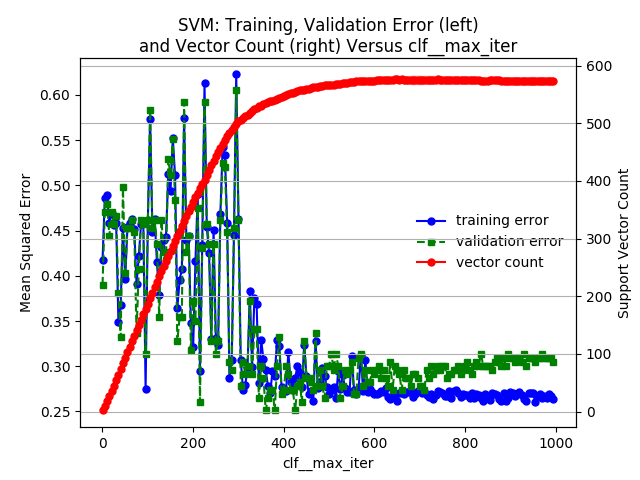 SVM: Training, Validation Error (left)
and Vector Count (right) Versus clf__max_iter
Mean Squared Error
0.60
0.55
0.50
0.45
0.40
0.35
0.30
0.25
training error
validation error
vector count
600
500
400
300
200
100
0
Support Vector Count
0 200 400 600 800 1000
clf__max_iter